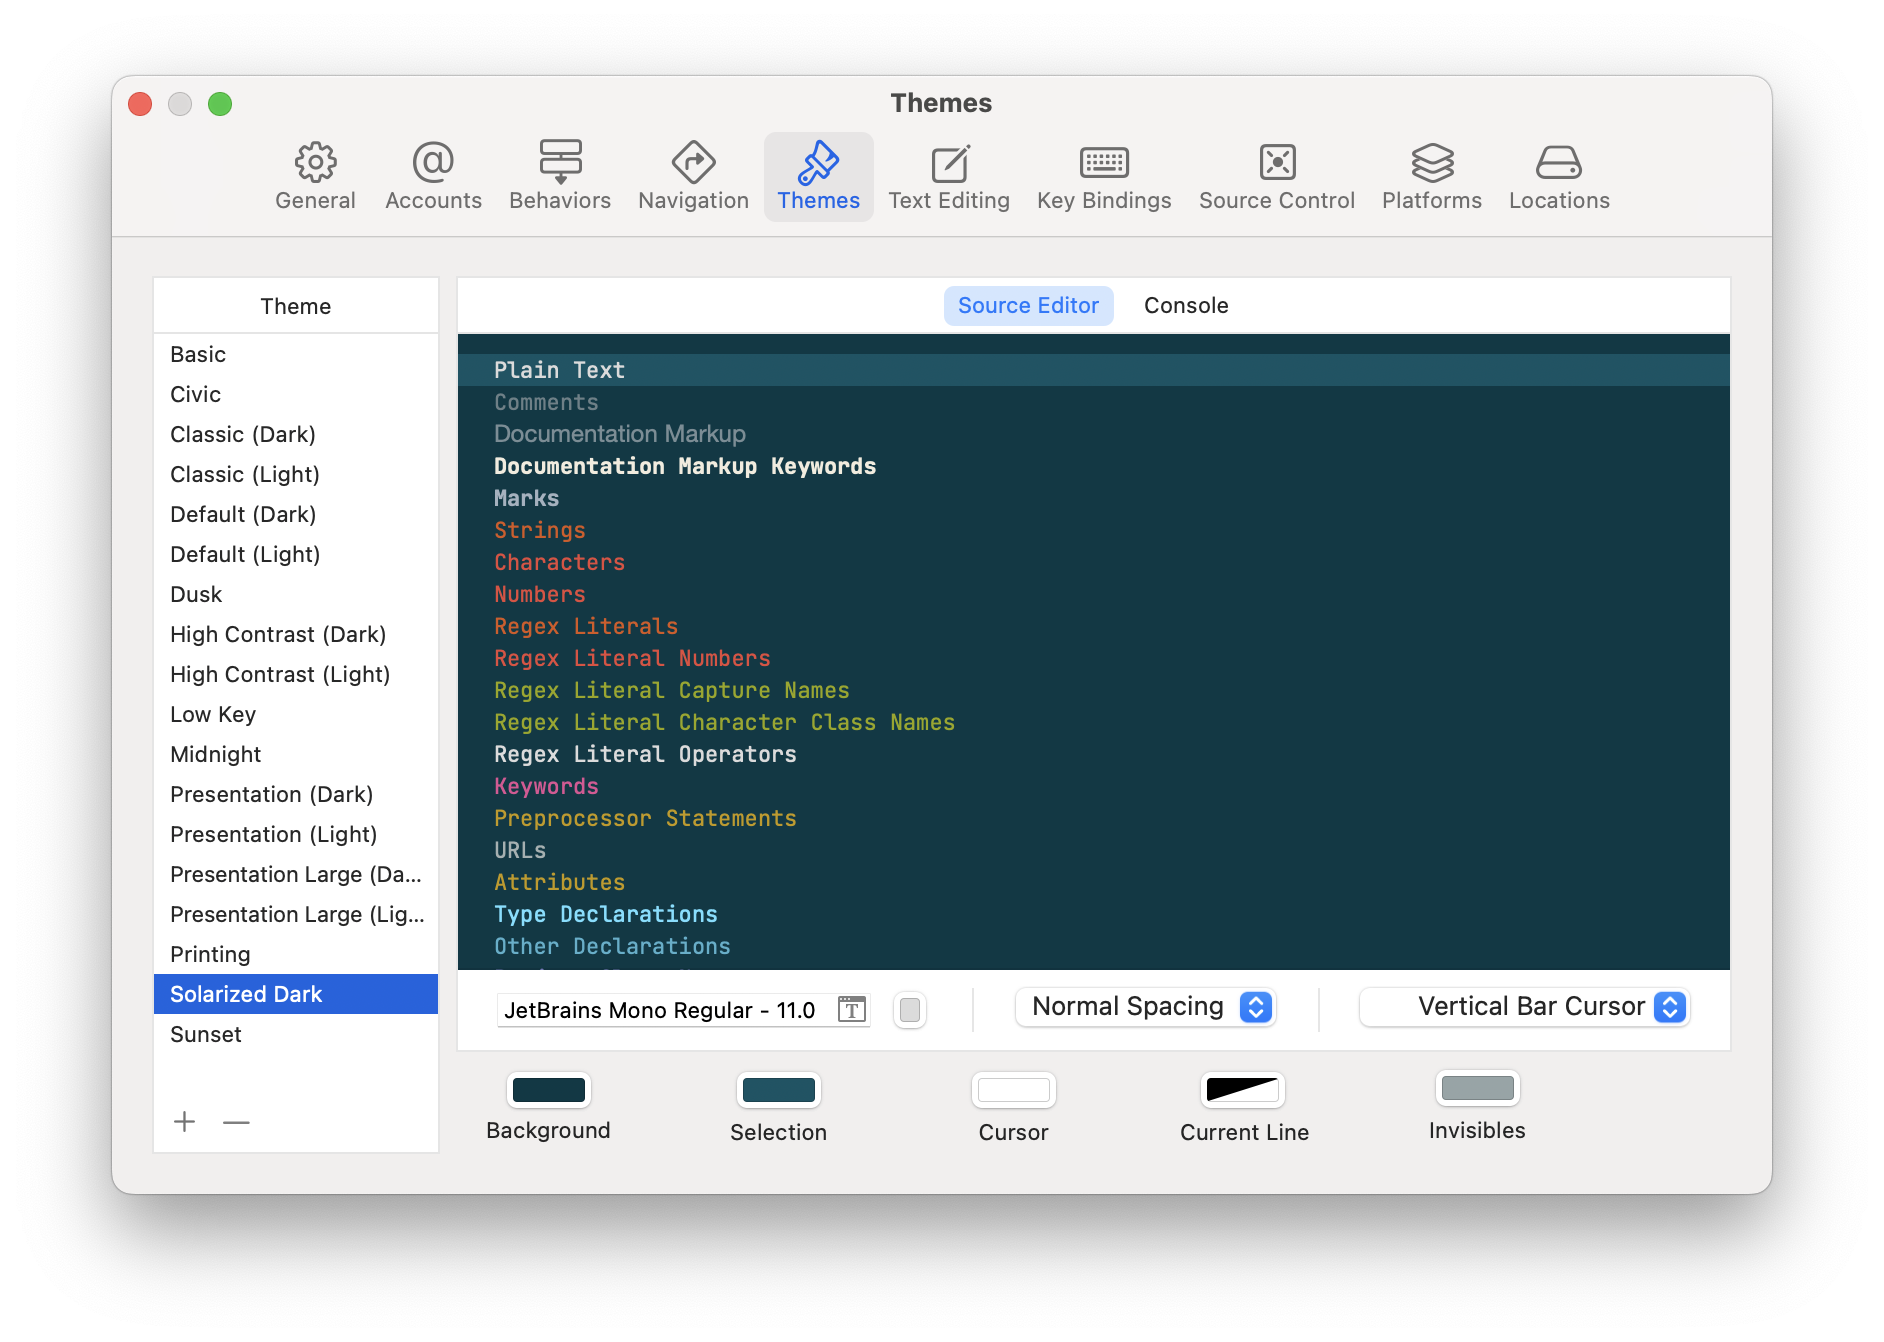 Themes
General
Accounts
Behaviors
Navigation
Themes
Text Editing
Key Bindings
Source Control
Platforms
Locations
Theme
Basic
Civic
Classic (Dark)
Classic (Light)
Default (Dark)
Default (Light)
Dusk
High Contrast (Dark)
High Contrast (Light)
Low Key
Midnight
Presentation (Dark)
Presentation (Light)
Presentation Large (Da...
Presentation Large (Lig...
Printing
Solarized Dark
Sunset
Source Editor
Console
Plain Text
Comments
Documentation Markup
Documentation Markup Keywords
Marks
Strings
Characters
Numbers
Regex Literals
Regex Literal Numbers
Regex Literal Capture Names
Regex Literal Character Class Names
Regex Literal Operators
Keywords
Preprocessor Statements
URLs
Attributes
Type Declarations
Other Declarations
JetBrains Mono Regular - 11.0
Normal Spacing
Vertical Bar Cursor
Background
Selection
Cursor
Current Line
Invisibles